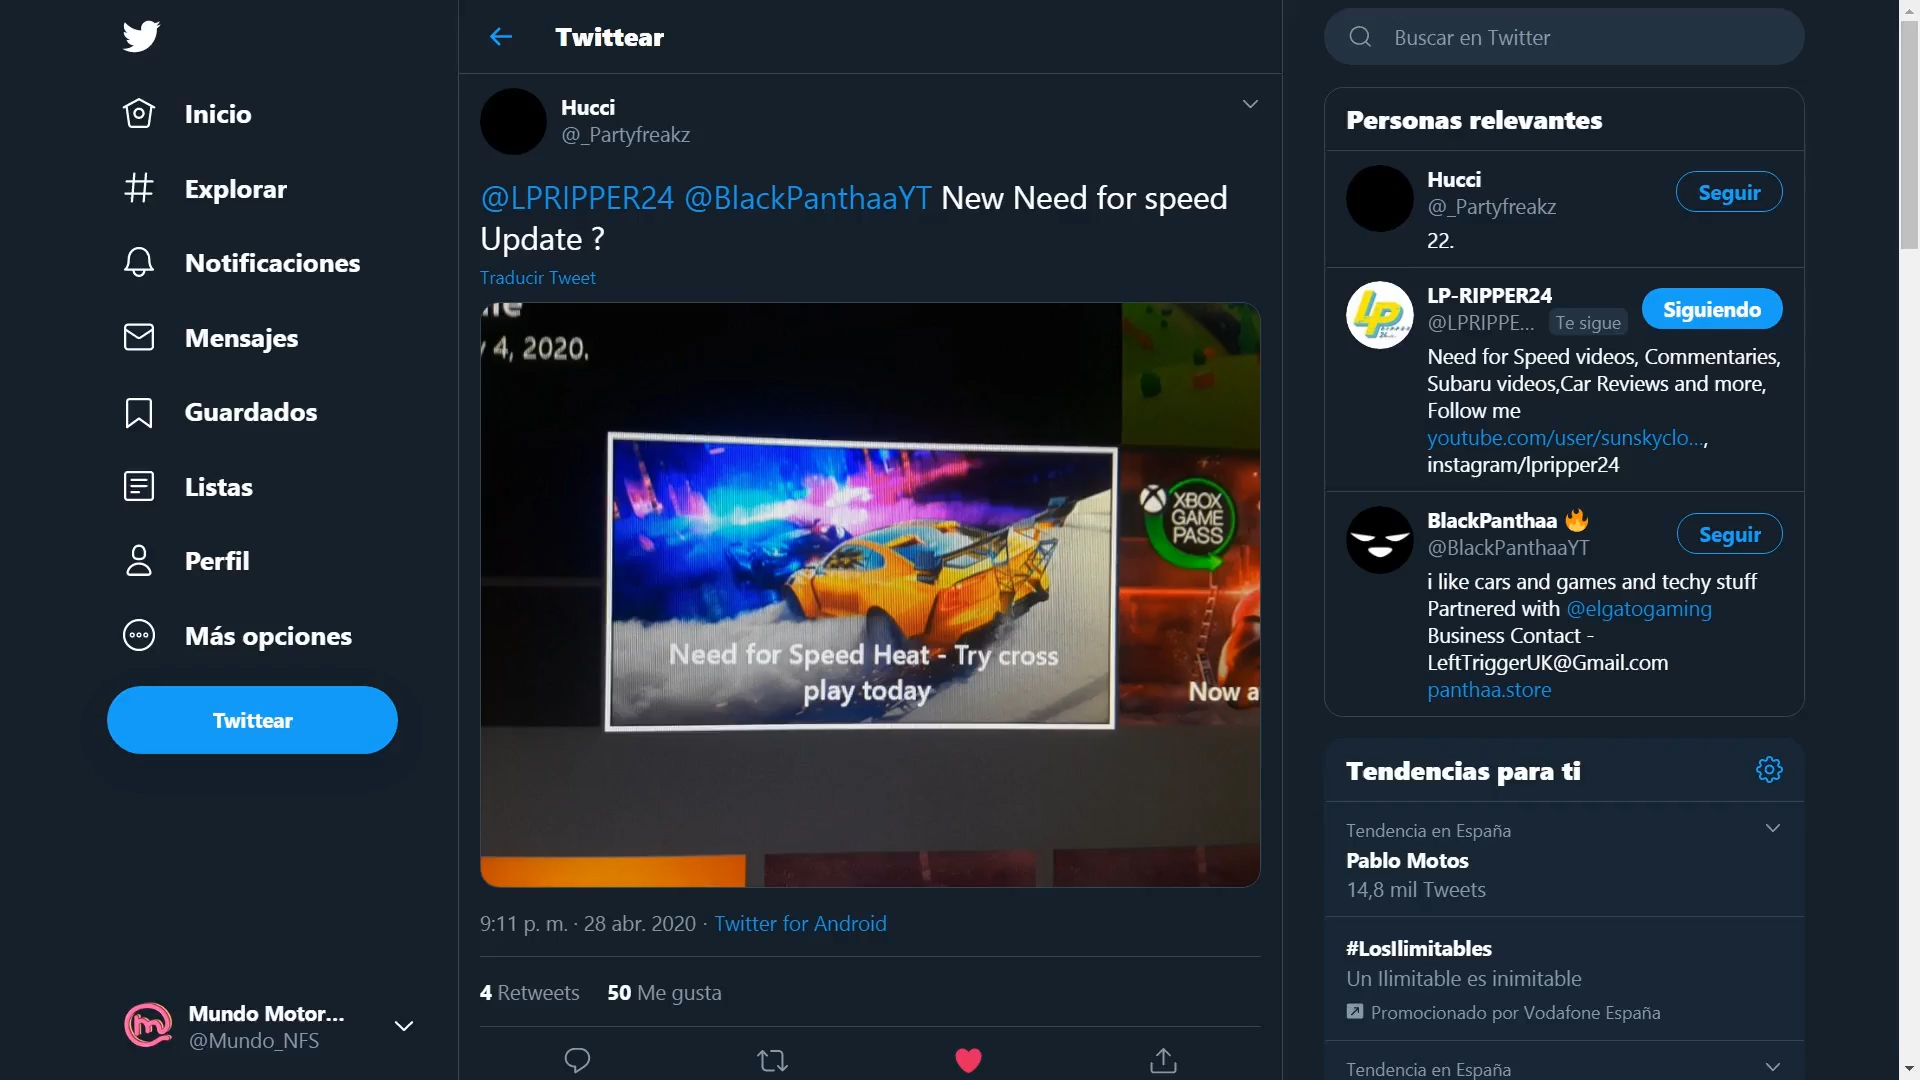 Inicio
Explorar
Notificaciones
Mensajes
Guardados
Listas
Perfil
Más opciones
Twittear
Mundo Motor...
@Mundo_NFS
Twittear
Hucci
@_Partyfreakz
@LPRIPPER24 @BlackPanthaaYT New Need for speed
Update ?
Traducir Tweet
4, 2020.
Need for Speed Heat - Try cross
play today
XBOX
GAME
PASS
Now a
9:11 p. m. · 28 abr. 2020 · Twitter for Android
4 Retweets 50 Me gusta
Buscar en Twitter
Personas relevantes
Hucci
@_Partyfreakz
Seguir
22.
LP
LP-RIPPER24
@LPRIPPE... Te sigue
Siguiendo
Need for Speed videos, Commentaries,
Subaru videos,Car Reviews and more,
Follow me
youtube.com/user/sunskyclo...,
instagram/lpripper24
BlackPanthaa 🔥
@BlackPanthaaYT
Seguir
i like cars and games and techy stuff
Partnered with @elgatogaming
Business Contact -
LeftTriggerUK@Gmail.com
panthaa.store
Tendencias para ti
Tendencia en España
Pablo Motos
14,8 mil Tweets
#LosIlimitables
Un Ilimitable es inimitable
Promocionado por Vodafone España
Tendencia en España